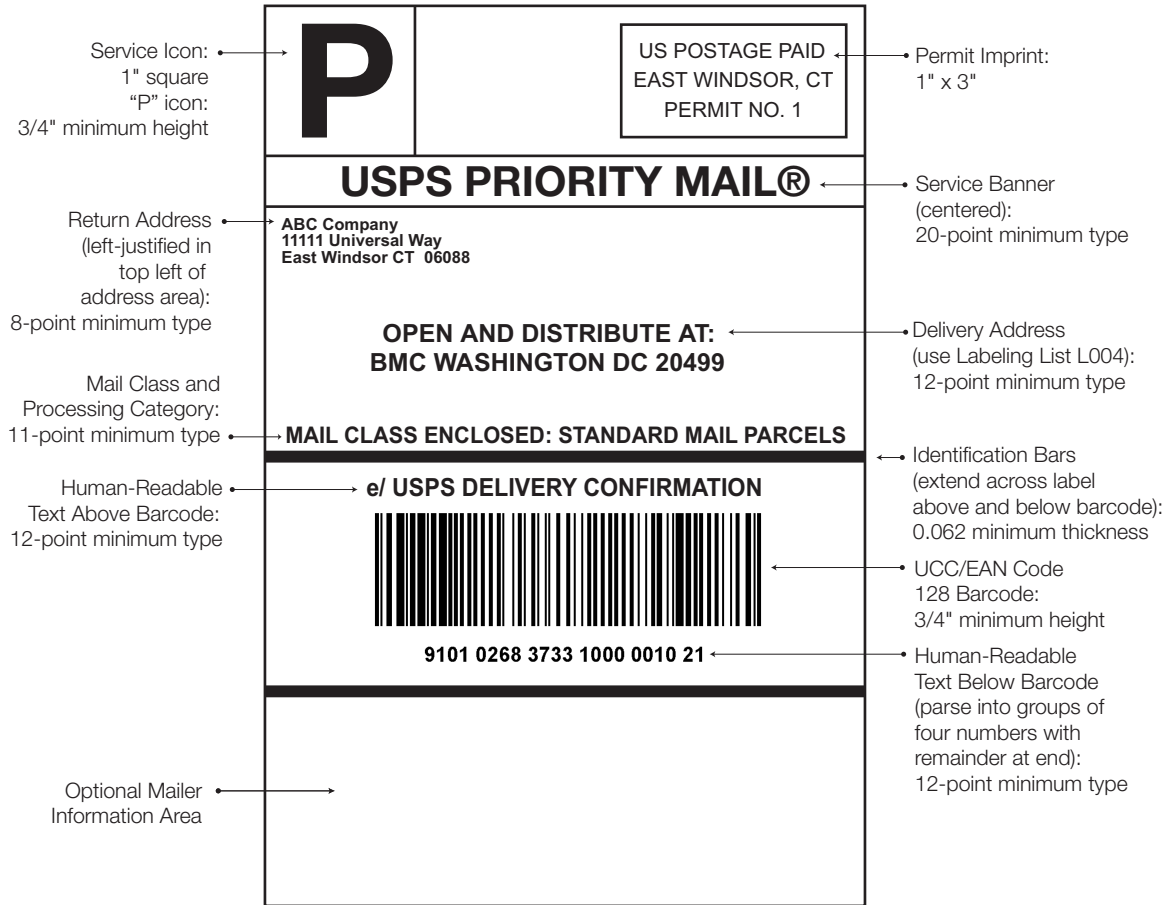 Service Icon:
1" square
“P” icon:
3/4" minimum height
P
US POSTAGE PAID
EAST WINDSOR, CT
PERMIT NO. 1
Permit Imprint:
1" x 3"
USPS PRIORITY MAIL®
Service Banner
(centered):
20-point minimum type
Return Address
(left-justified in
top left of
address area):
8-point minimum type
ABC Company
11111 Universal Way
East Windsor CT  06088
OPEN AND DISTRIBUTE AT:
BMC WASHINGTON DC 20499
Delivery Address
(use Labeling List L004):
12-point minimum type
Mail Class and
Processing Category:
11-point minimum type
MAIL CLASS ENCLOSED: STANDARD MAIL PARCELS
Identification Bars
(extend across label
above and below barcode):
0.062 minimum thickness
Human-Readable
Text Above Barcode:
12-point minimum type
e/ USPS DELIVERY CONFIRMATION
UCC/EAN Code
128 Barcode:
3/4" minimum height
9101 0268 3733 1000 0010 21
Human-Readable
Text Below Barcode
(parse into groups of
four numbers with
remainder at end):
12-point minimum type
Optional Mailer
Information Area